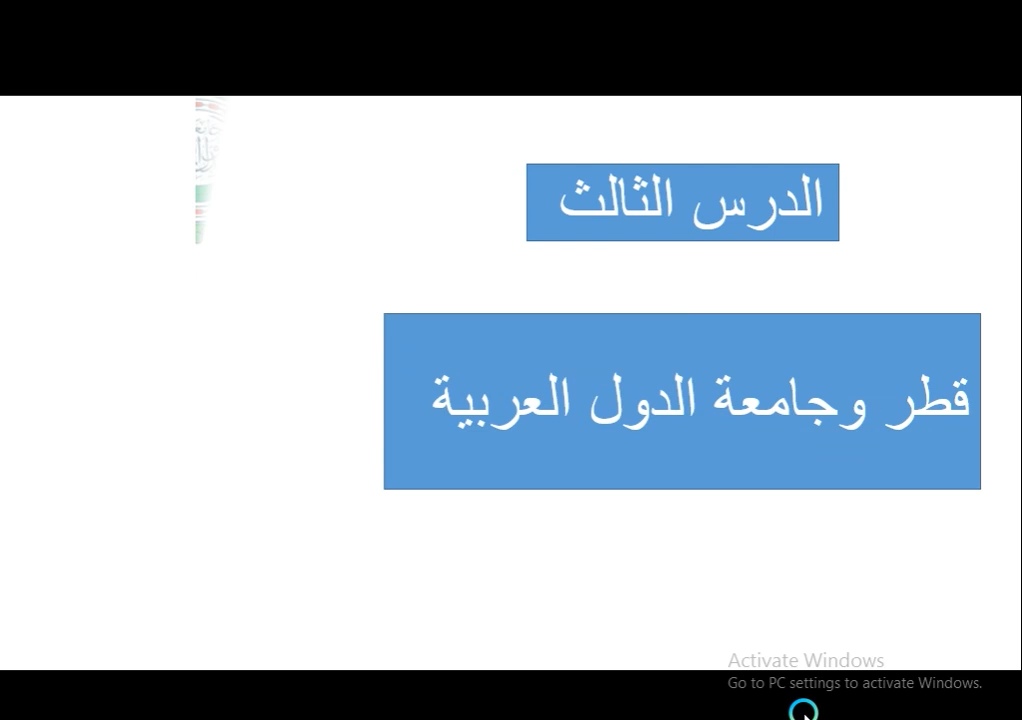 الدرس الثالث
قطر وجامعة الدول العربية
Activate Windows
Go to PC settings to activate Windows.